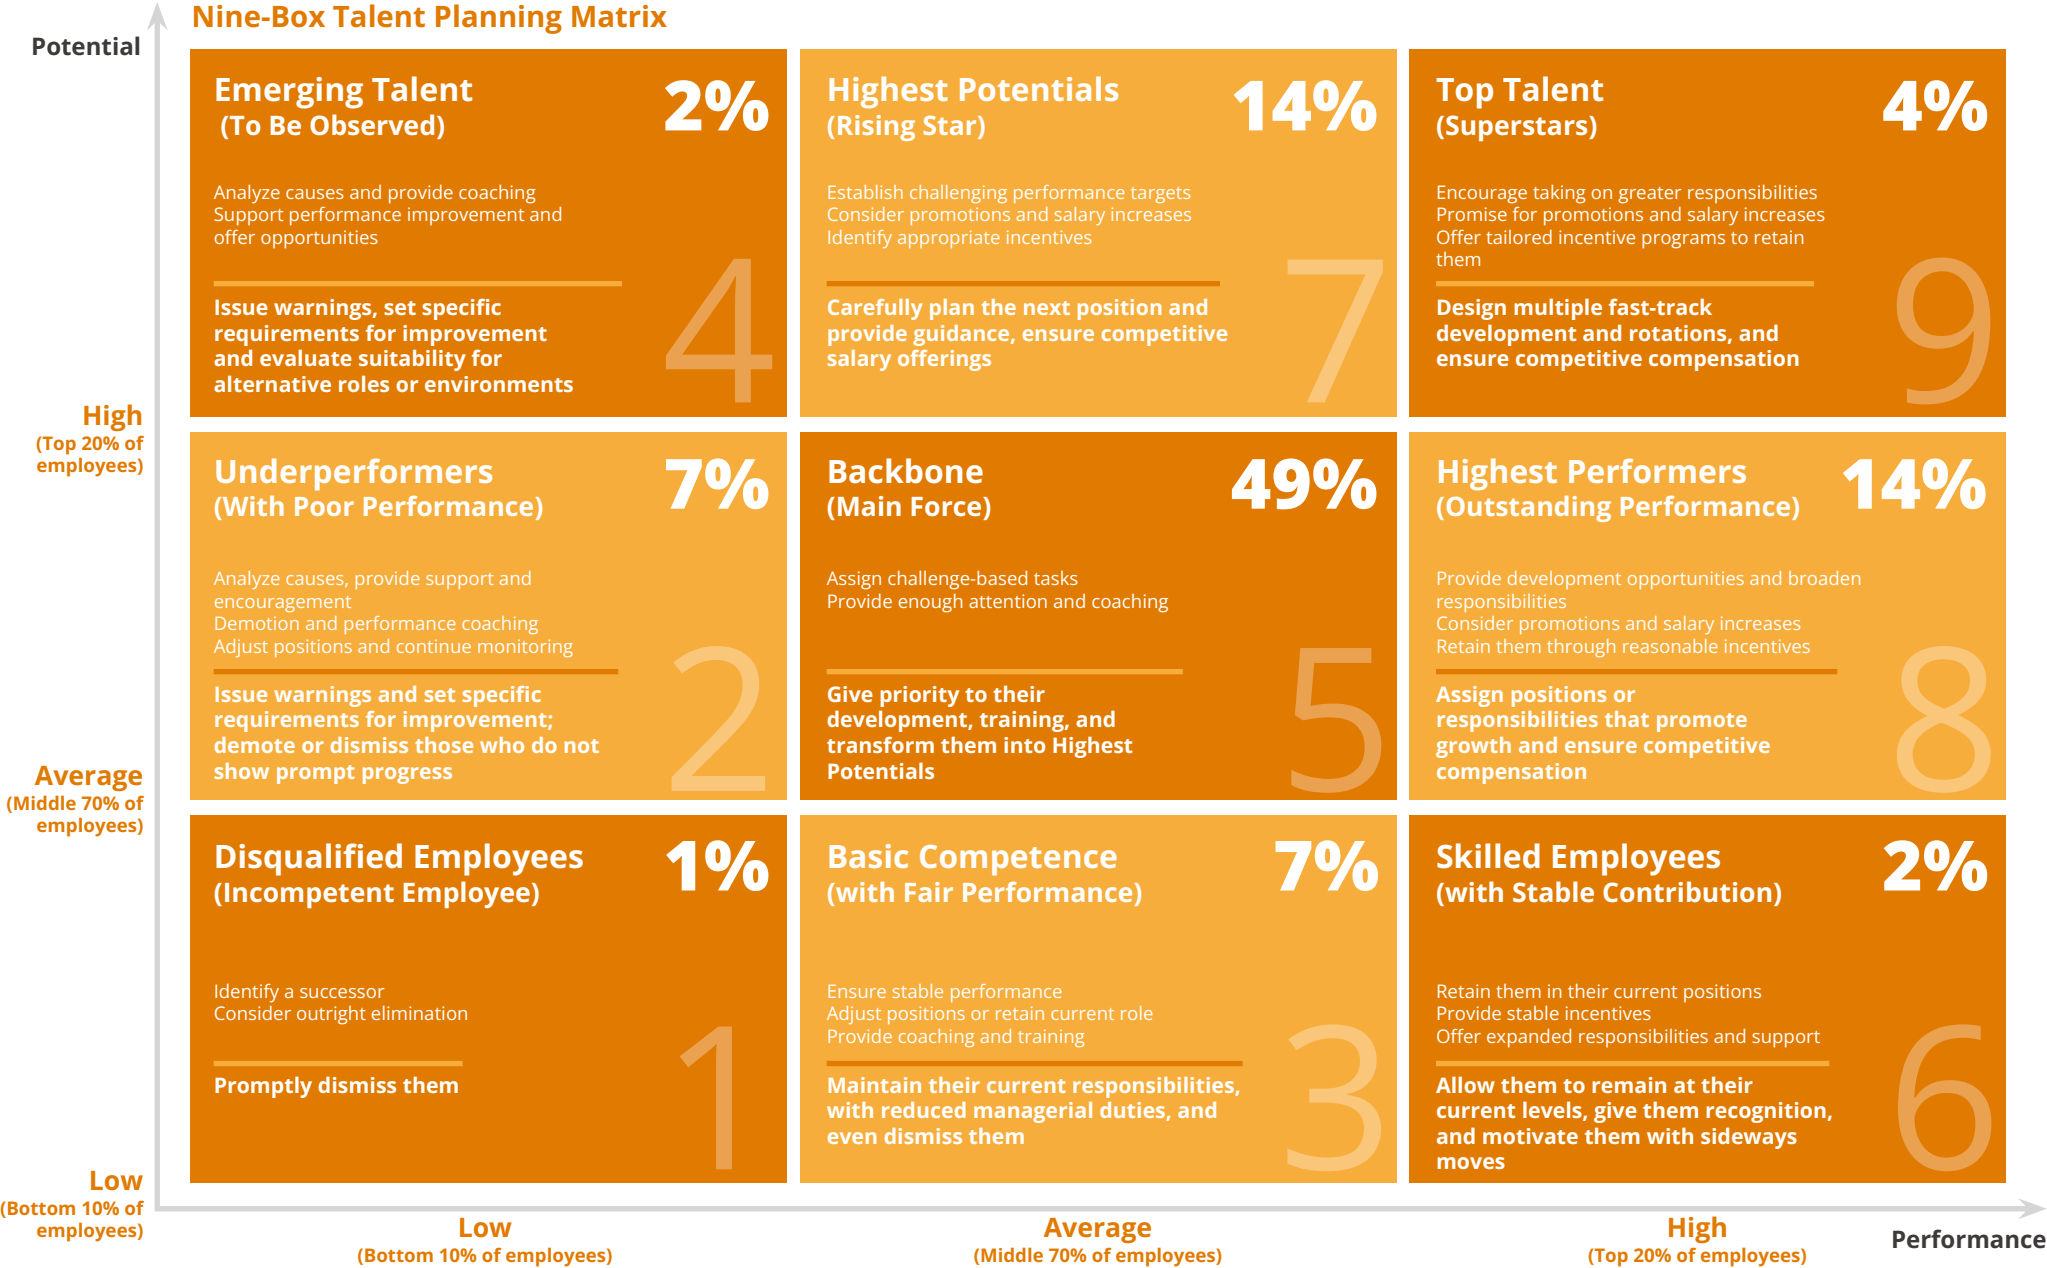 Nine-Box Talent Planning Matrix
Potential
Emerging Talent
(To Be Observed)
2%
Analyze causes and provide coaching
Support performance improvement and
offer opportunities
Issue warnings, set specific
requirements for improvement
and evaluate suitability for
alternative roles or environments
4
Highest Potentials
(Rising Star)
14%
Establish challenging performance targets
Consider promotions and salary increases
Identify appropriate incentives
Carefully plan the next position and
provide guidance, ensure competitive
salary offerings
7
Top Talent
(Superstars)
4%
Encourage taking on greater responsibilities
Promise for promotions and salary increases
Offer tailored incentive programs to retain
them
Design multiple fast-track
development and rotations, and
ensure competitive compensation
9
High
(Top 20% of
employees)
Underperformers
(With Poor Performance)
7%
Analyze causes, provide support and
encouragement
Demotion and performance coaching
Adjust positions and continue monitoring
Issue warnings and set specific
requirements for improvement;
demote or dismiss those who do not
show prompt progress
2
Backbone
(Main Force)
49%
Assign challenge-based tasks
Provide enough attention and coaching
Give priority to their
development, training, and
transform them into Highest
Potentials
5
Highest Performers
(Outstanding Performance)
14%
Provide development opportunities and broaden
responsibilities
Consider promotions and salary increases
Retain them through reasonable incentives
Assign positions or
responsibilities that promote
growth and ensure competitive
compensation
8
Average
(Middle 70% of
employees)
Disqualified Employees
(Incompetent Employee)
1%
Identify a successor
Consider outright elimination
Promptly dismiss them
1
Basic Competence
(with Fair Performance)
7%
Ensure stable performance
Adjust positions or retain current role
Provide coaching and training
Maintain their current responsibilities,
with reduced managerial duties, and
even dismiss them
3
Skilled Employees
(with Stable Contribution)
2%
Retain them in their current positions
Provide stable incentives
Offer expanded responsibilities and support
Allow them to remain at their
current levels, give them recognition,
and motivate them with sideways
moves
6
Low
(Bottom 10% of
employees)
Low
(Bottom 10% of employees)
Average
(Middle 70% of employees)
High
(Top 20% of employees)
Performance